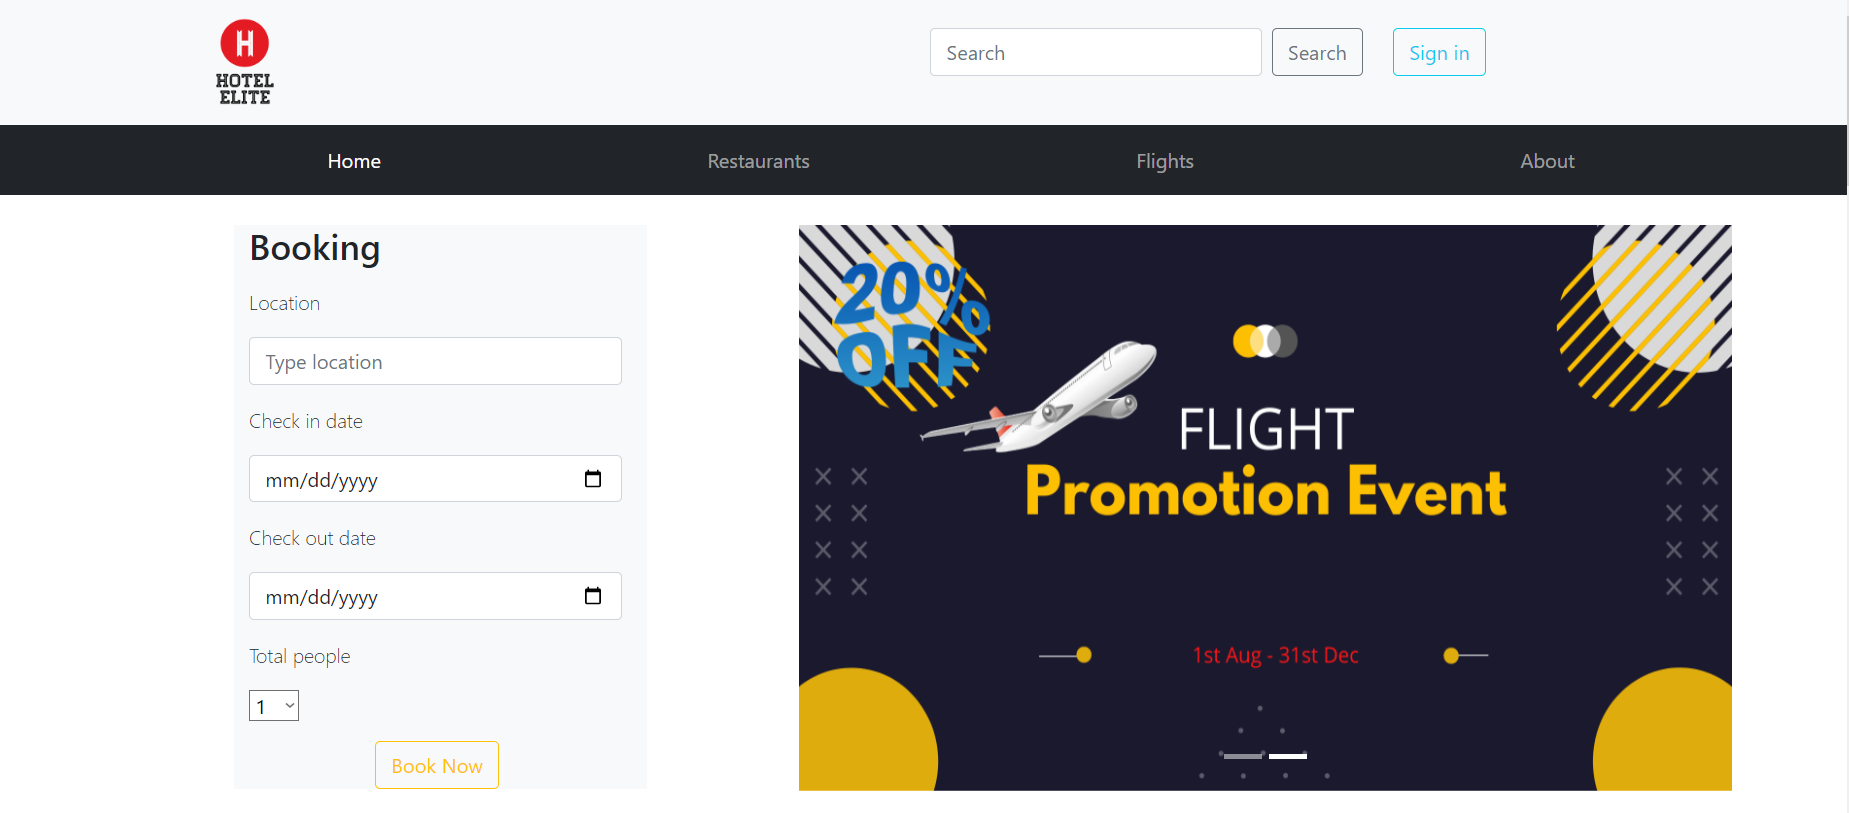 H
HOTEL
ELITE
Search
Search
Sign in
Home
Restaurants
Flights
About
Booking
Location
Type location
Check in date
mm/dd/yyyy
Check out date
mm/dd/yyyy
Total people
1
Book Now
20%
OFF
FLIGHT
Promotion Event
1st Aug - 31st Dec